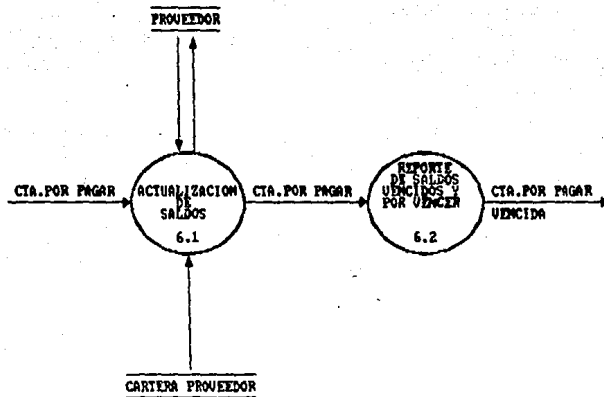 PROVEEDOR
CTA.POR PAGAR
ACTUALIZACION
DE
SALDOS
6.1
CTA.POR PAGAR
REPORTE
DE SALDOS
VENCIDOS Y
POR VENCER
6.2
CTA.POR PAGAR
VENCIDA
CARTERA PROVEEDOR